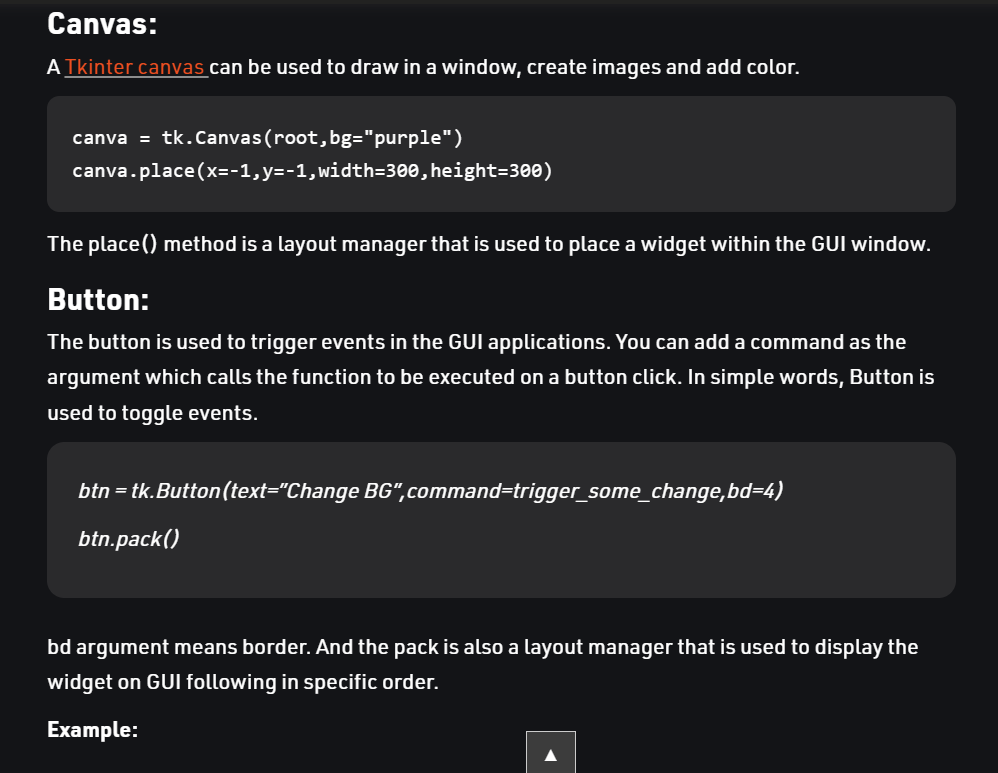 Canvas:
A Tkinter canvas can be used to draw in a window, create images and add color.
canva = tk.Canvas(root,bg="purple")
canva.place(x=-1,y=-1,width=300,height=300)
The place() method is a layout manager that is used to place a widget within the GUI window.
Button:
The button is used to trigger events in the GUI applications. You can add a command as the
argument which calls the function to be executed on a button click. In simple words, Button is
used to toggle events.
btn = tk.Button(text=”Change BG”,command=trigger_some_change,bd=4)
btn.pack()
bd argument means border. And the pack is also a layout manager that is used to display the
widget on GUI following in specific order.
Example: